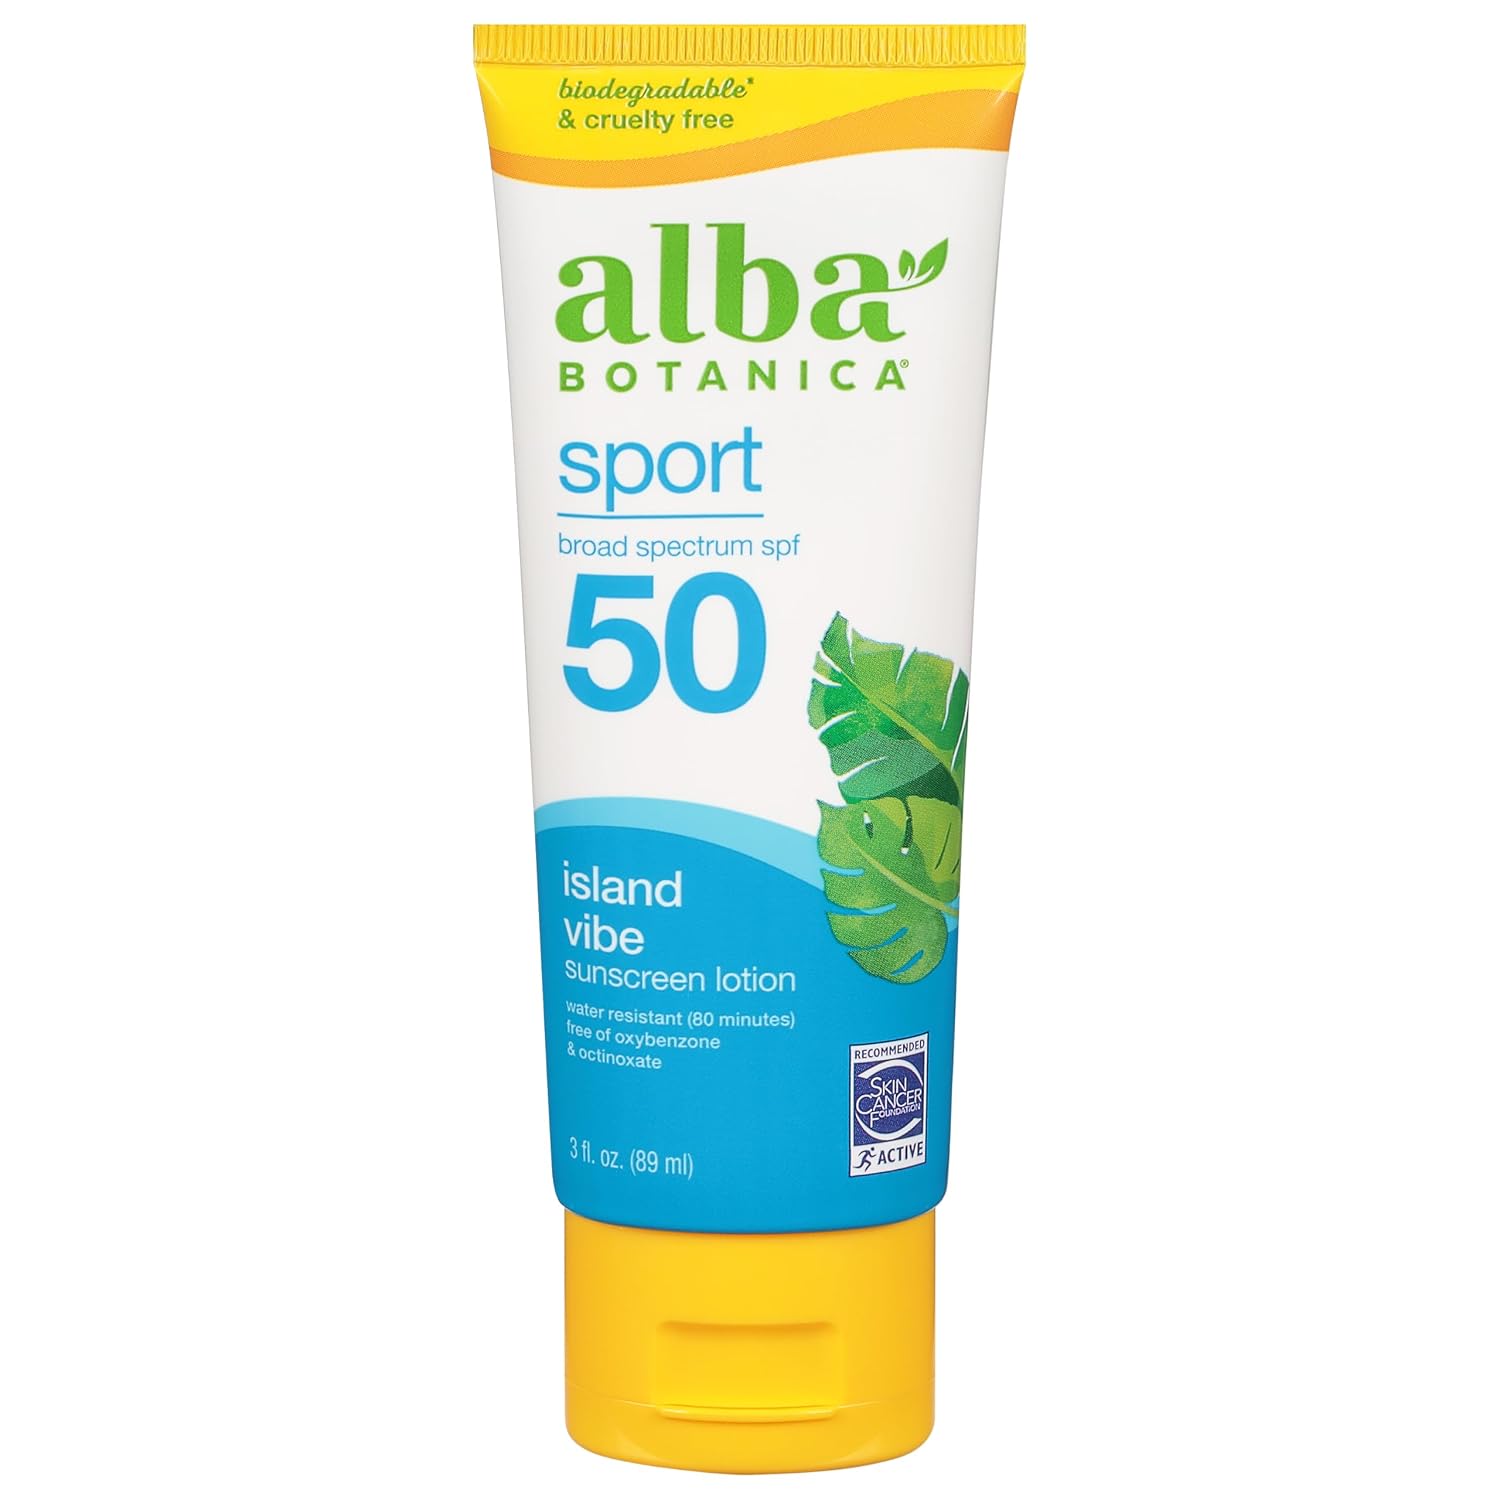 biodegradable*
& cruelty free
alba
BOTANICA®
sport
broad spectrum spf
50
island
vibe
sunscreen lotion
water resistant (80 minutes)
free of oxybenzone
& octinoxate
3 fl. oz. (89 ml)
RECOMMENDED
SKIN
CANCER
FOUNDATION
ACTIVE